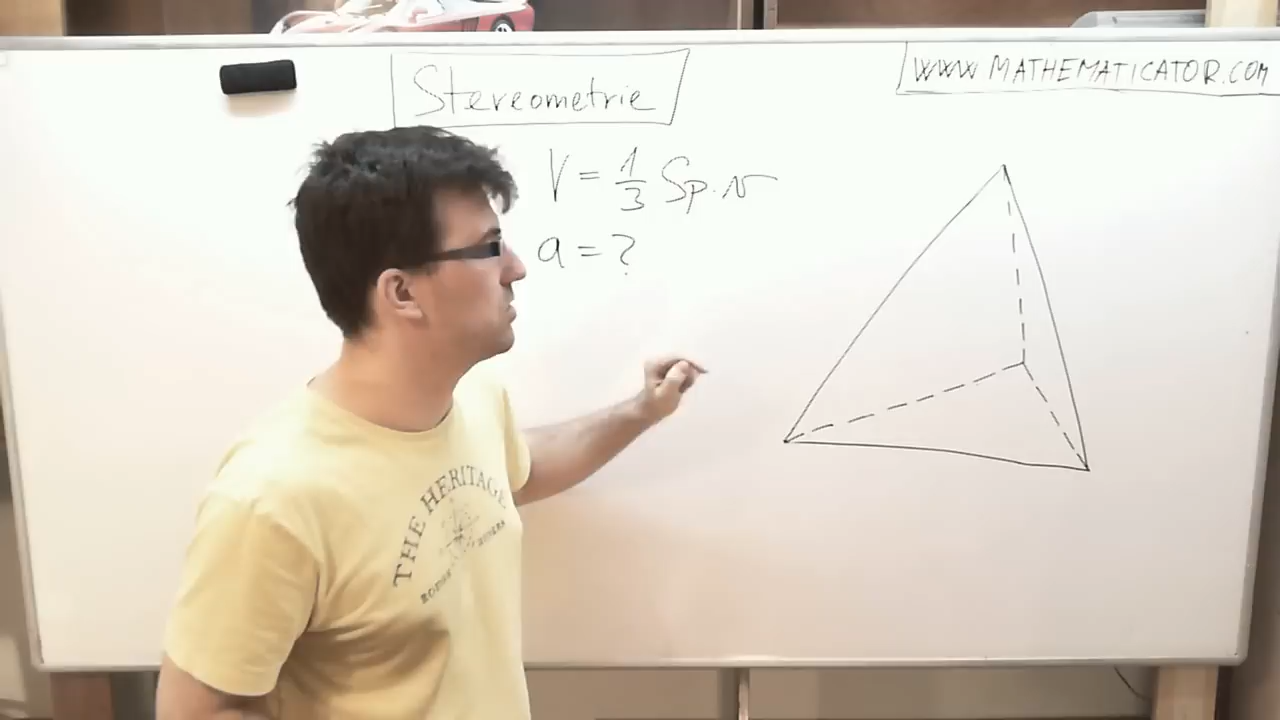 Stereometrie
WWW.MATHEMATICATOR.COM
V = 1/3 Sp·v
a = ?
THE HERITAGE